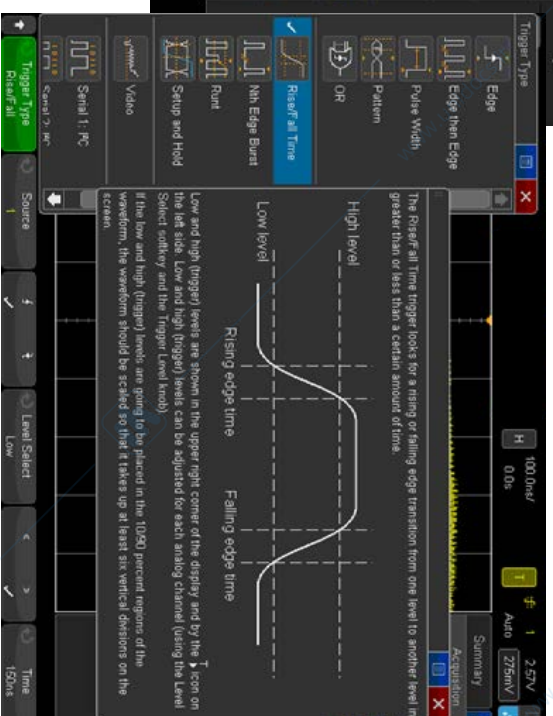 Trigger Type
Edge
Edge then Edge
Pulse Width
Pattern
OR
Rise/Fall Time
Nth Edge Burst
Runt
Setup and Hold
Video
Serial 1: I²C
Serial 2: I²C
H
100.0ns/
0.0s
T
1
2.57V
Auto
275mV
Summary
Acquisition
The Rise/Fall Time trigger looks for a rising or falling edge transition from one level to another level in
greater than or less than a certain amount of time.
High level
Low level
Rising edge time
Falling edge time
Low and high (trigger) levels are shown in the upper right corner of the display and by the T icon on
the left side. Low and high (trigger) levels can be adjusted for each analog channel (using the Level
Select softkey and the Trigger Level knob)
If the low and high (trigger) levels are going to be placed in the 10/90 percent regions of the
waveform, the waveform should be scaled so that it takes up at least six vertical divisions on the
screen.
Trigger Type
Rise/Fall
Source
1
Level Select
Low
<
>
Time
150ns